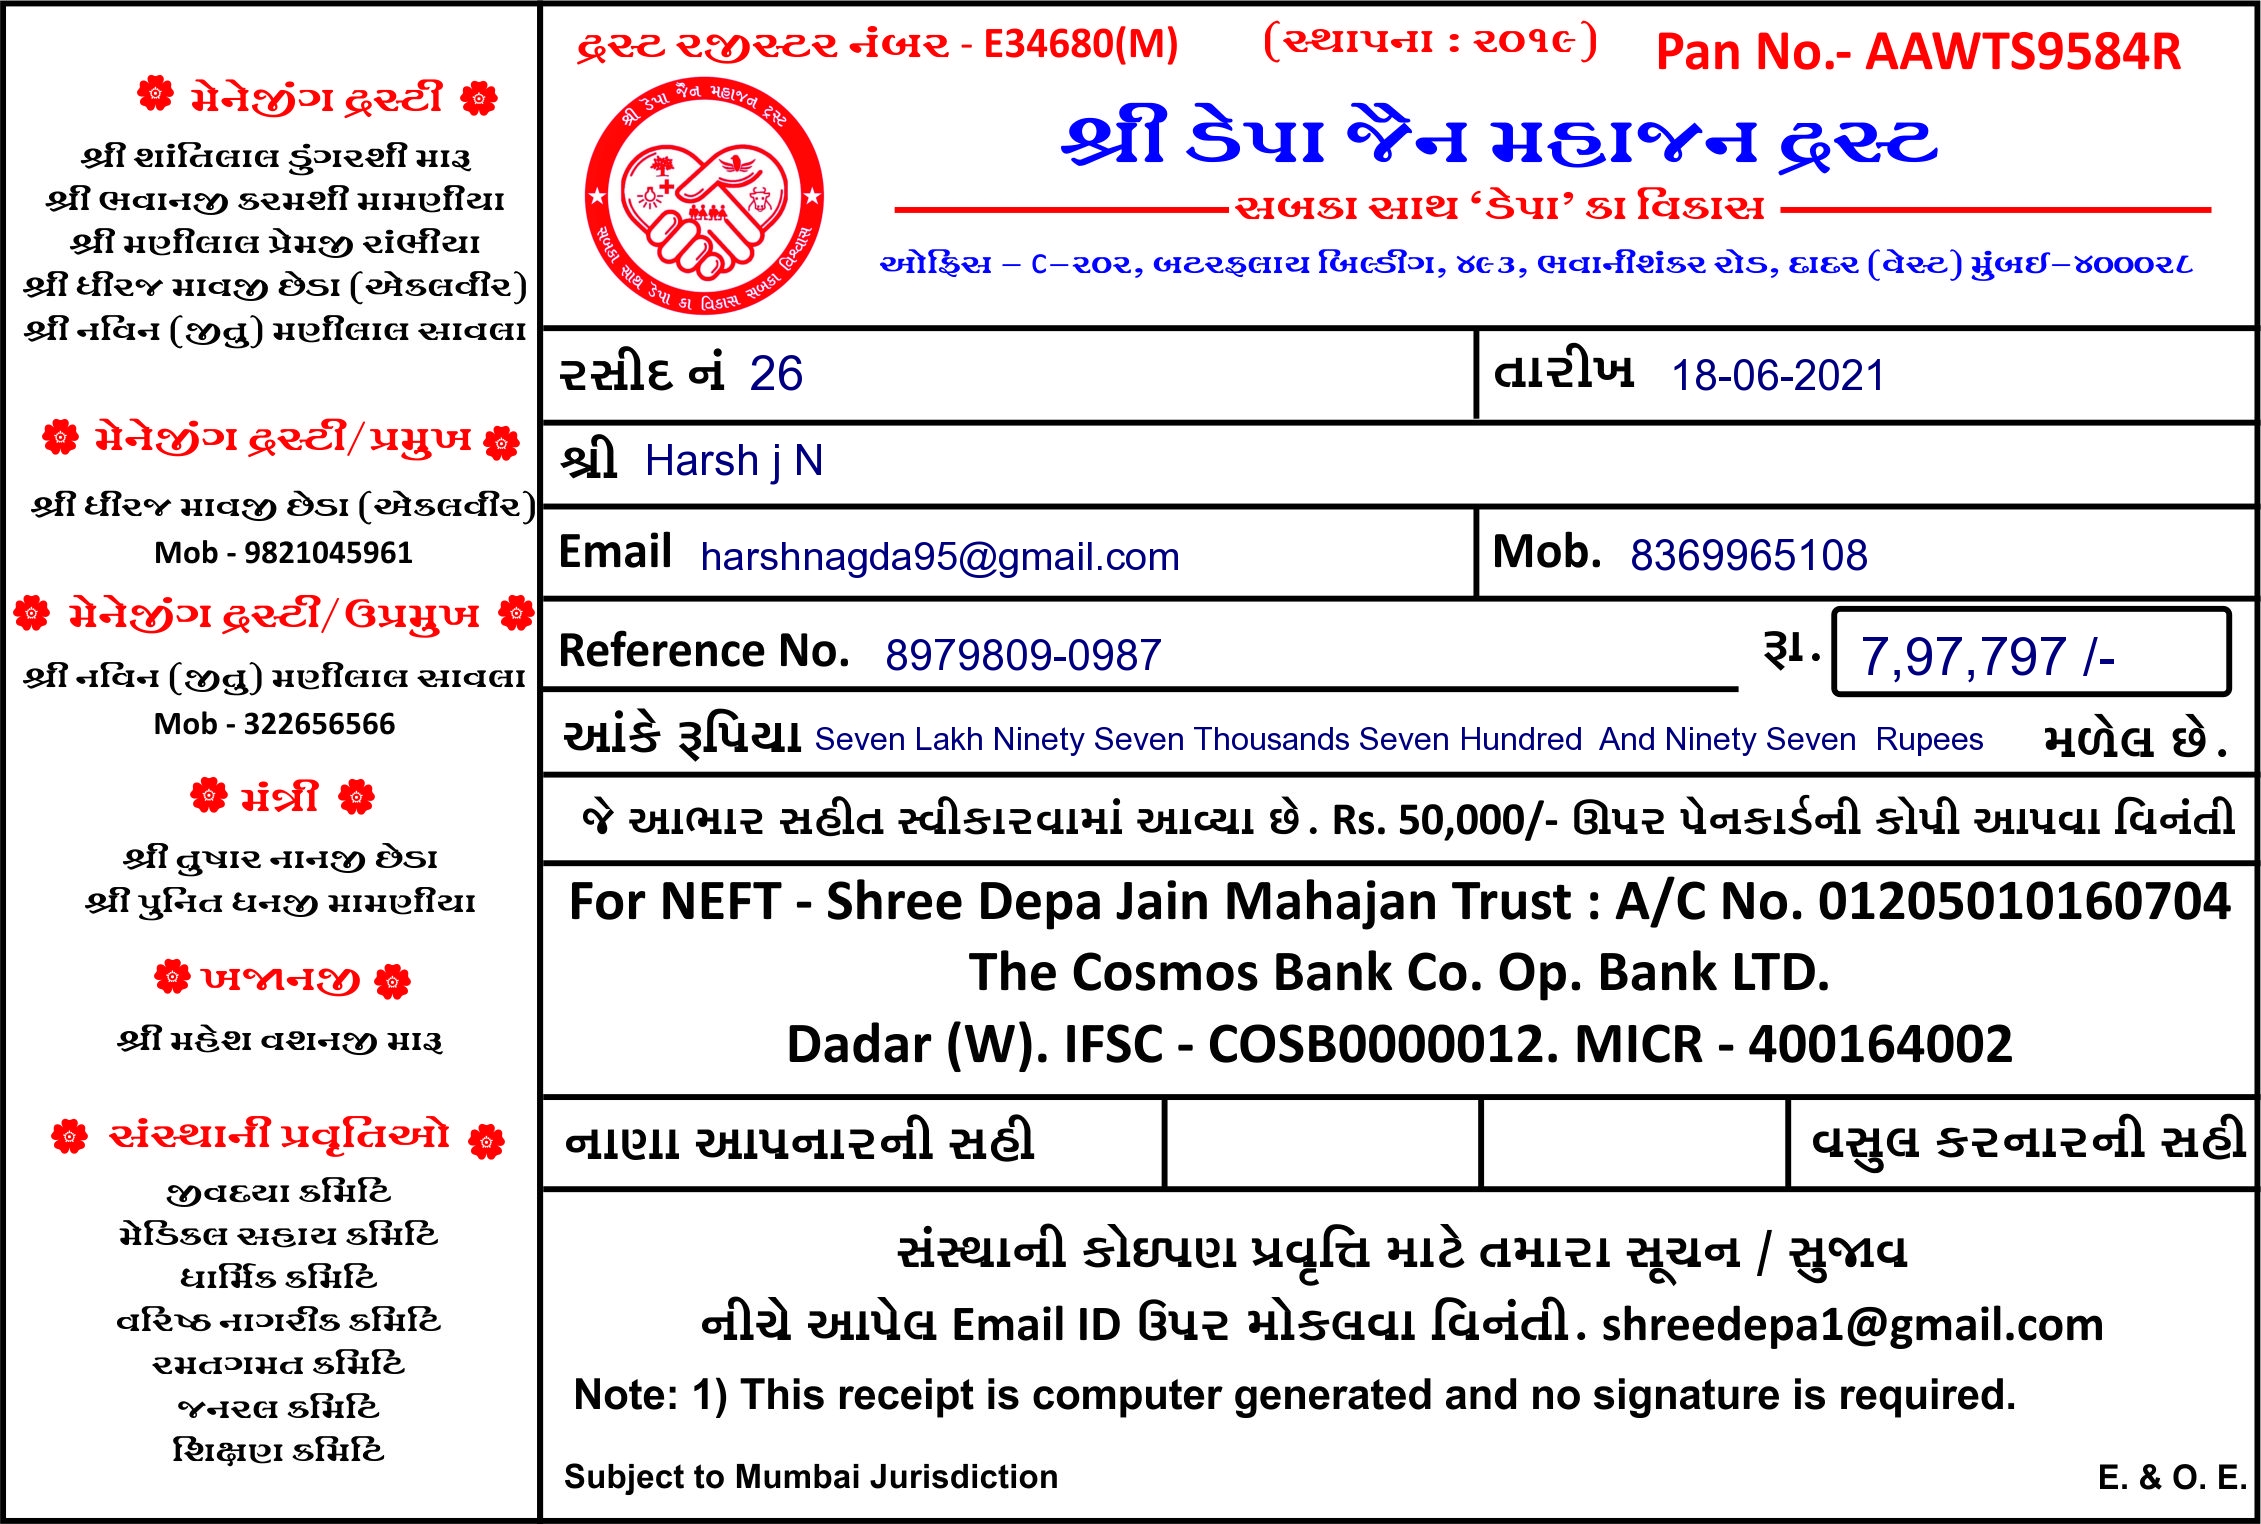 મેનેજીંગ ટ્રસ્ટી
શ્રી શાંતિલાલ ડુંગરશી મારૂ
શ્રી ભવાનજી કરમશી મામણીયા
શ્રી મણીલાલ પ્રેમજી રાંભીયા
શ્રી ધીરજ માવજી છેડા (એકલવીર)
શ્રી નવિન (જીતુ) મણીલાલ સાવલા
મેનેજીંગ ટ્રસ્ટી/પ્રમુખ
શ્રી ધીરજ માવજી છેડા (એકલવીર)
Mob - 9821045961
મેનેજીંગ ટ્રસ્ટી/ઉપ્રમુખ
શ્રી નવિન (જીતુ) મણીલાલ સાવલા
Mob - 322656566
મંત્રી
શ્રી તુષાર નાનજી છેડા
શ્રી પુનિત ધનજી મામણીયા
ખજાનજી
શ્રી મહેશ વશનજી મારૂ
સંસ્થાની પ્રવૃતિઓ
જીવદયા કમિટિ
મેડિકલ સહાય કમિટિ
ધાર્મિક કમિટિ
વરિષ્ઠ નાગરીક કમિટિ
રમતગમત કમિટિ
જનરલ કમિટિ
શિક્ષણ કમિટિ
ટ્રસ્ટ રજીસ્ટર નંબર - E34680(M) (સ્થાપના : ૨૦૧૯) Pan No.- AAWTS9584R
શ્રી ડેપા જૈન મહાજન ટ્રસ્ટ
સબકા સાથ ડેપા કા વિકાસ સબકા વિશ્વાસ
શ્રી ડેપા જૈન મહાજન ટ્રસ્ટ
સબકા સાથ ‘ડેપા’ કા વિકાસ
ઓફિસ – C–૨૦૨, બટરફલાય બિલ્ડીંગ, ૪૯૩, ભવાનીશંકર રોડ, દાદર (વેસ્ટ) મુંબઇ–૪૦૦૦૨૮
રસીદ નં 26 તારીખ 18-06-2021
શ્રી Harsh j N
Email harshnagda95@gmail.com Mob. 8369965108
Reference No. 8979809-0987 રૂા. 7,97,797 /-
આંકે રૂપિયા Seven Lakh Ninety Seven Thousands Seven Hundred And Ninety Seven Rupees મળેલ છે.
જે આભાર સહીત સ્વીકારવામાં આવ્યા છે. Rs. 50,000/- ઊપર પેનકાર્ડની કોપી આપવા વિનંતી
For NEFT - Shree Depa Jain Mahajan Trust : A/C No. 01205010160704
The Cosmos Bank Co. Op. Bank LTD.
Dadar (W). IFSC - COSB0000012. MICR - 400164002
નાણા આપનારની સહી વસુલ કરનારની સહી
સંસ્થાની કોઇપણ પ્રવૃત્તિ માટે તમારા સૂચન / સુજાવ
નીચે આપેલ Email ID ઉપર મોકલવા વિનંતી. shreedepa1@gmail.com
Note: 1) This receipt is computer generated and no signature is required.
Subject to Mumbai Jurisdiction E. & O. E.